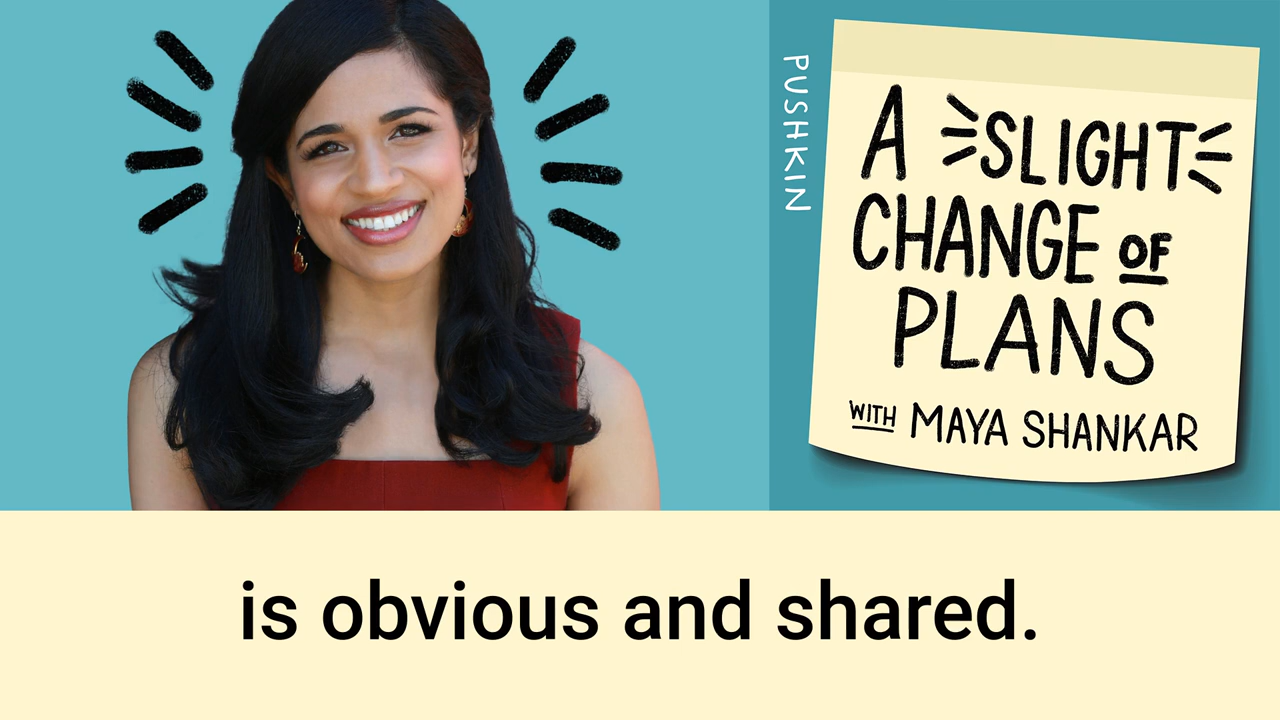 PUSHKIN
A SLIGHT
CHANGE OF
PLANS
WITH MAYA SHANKAR
is obvious and shared.